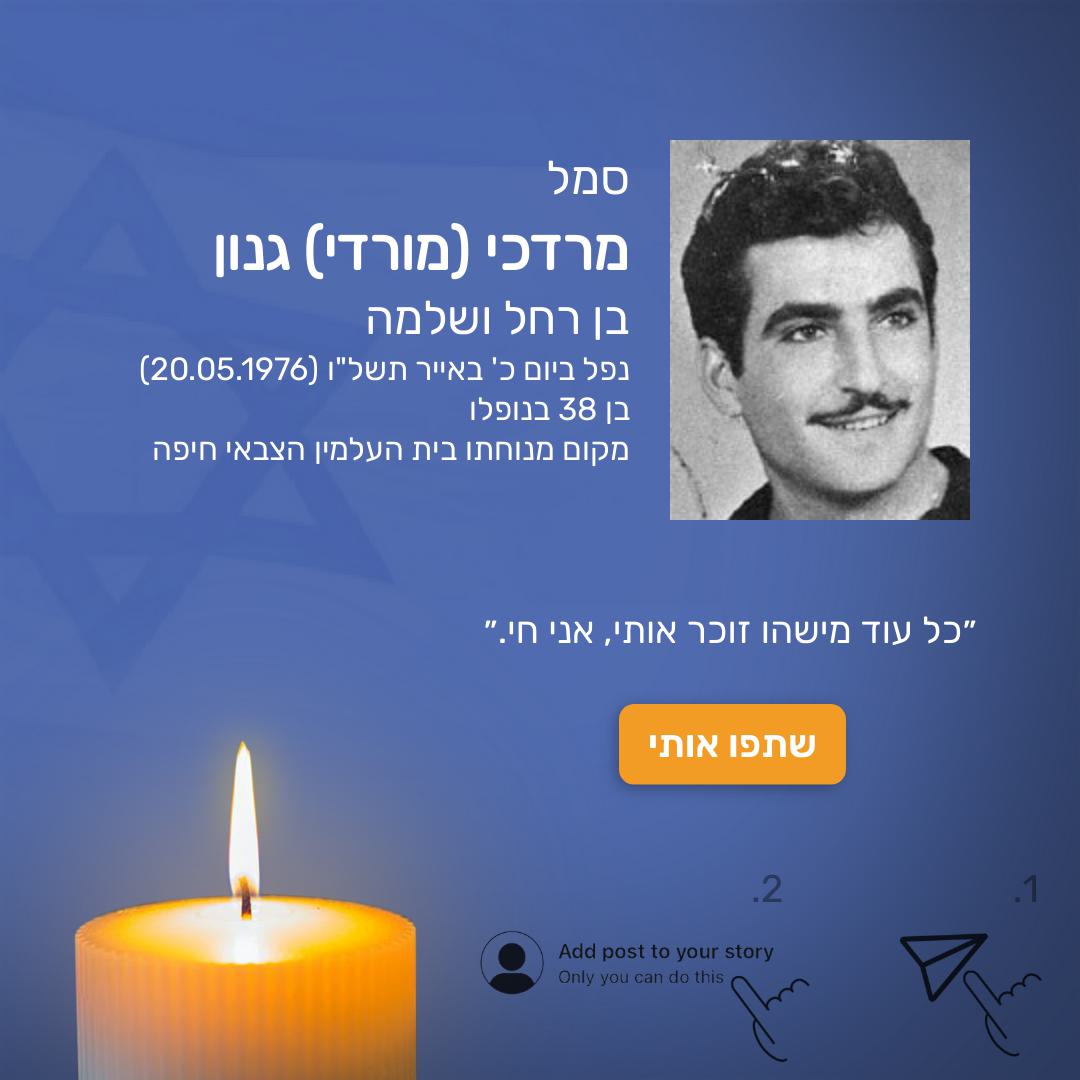 סמל
מרדכי (מורדי) גנון
בן רחל ושלמה
נפל ביום כ' באייר תשל"ו (20.05.1976)
בן 38 בנופלו
מקום מנוחתו בית העלמין הצבאי חיפה
״כל עוד מישהו זוכר אותי, אני חי.״
שתפו אותי
1.
2.
Add post to your story
Only you can do this